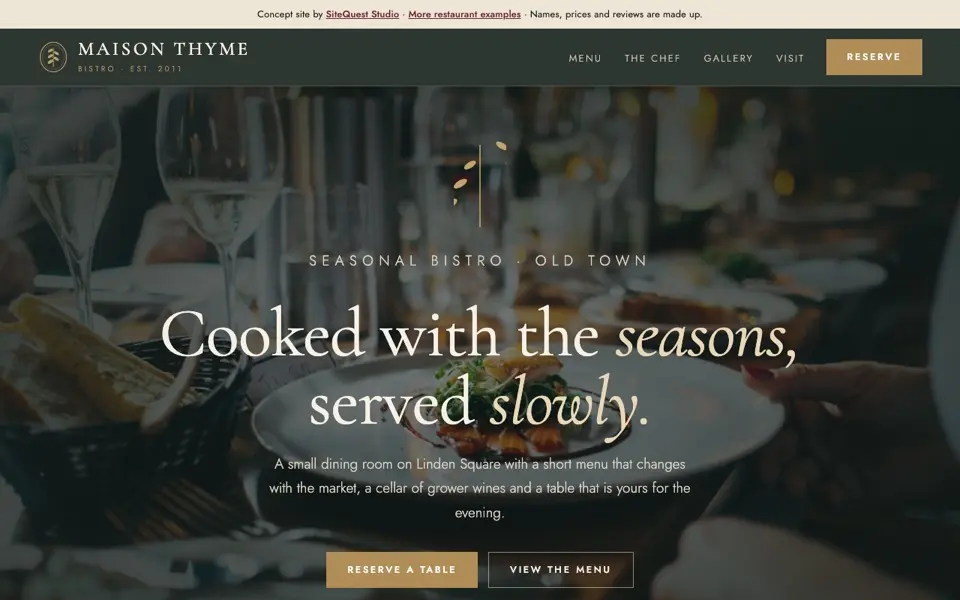 Concept site by SiteQuest Studio · More restaurant examples · Names, prices and reviews are made up.
MAISON THYME
BISTRO · EST. 2011
MENU
THE CHEF
GALLERY
VISIT
RESERVE
SEASONAL BISTRO · OLD TOWN
Cooked with the seasons,
served slowly.
A small dining room on Linden Square with a short menu that changes
with the market, a cellar of grower wines and a table that is yours for the
evening.
RESERVE A TABLE
VIEW THE MENU